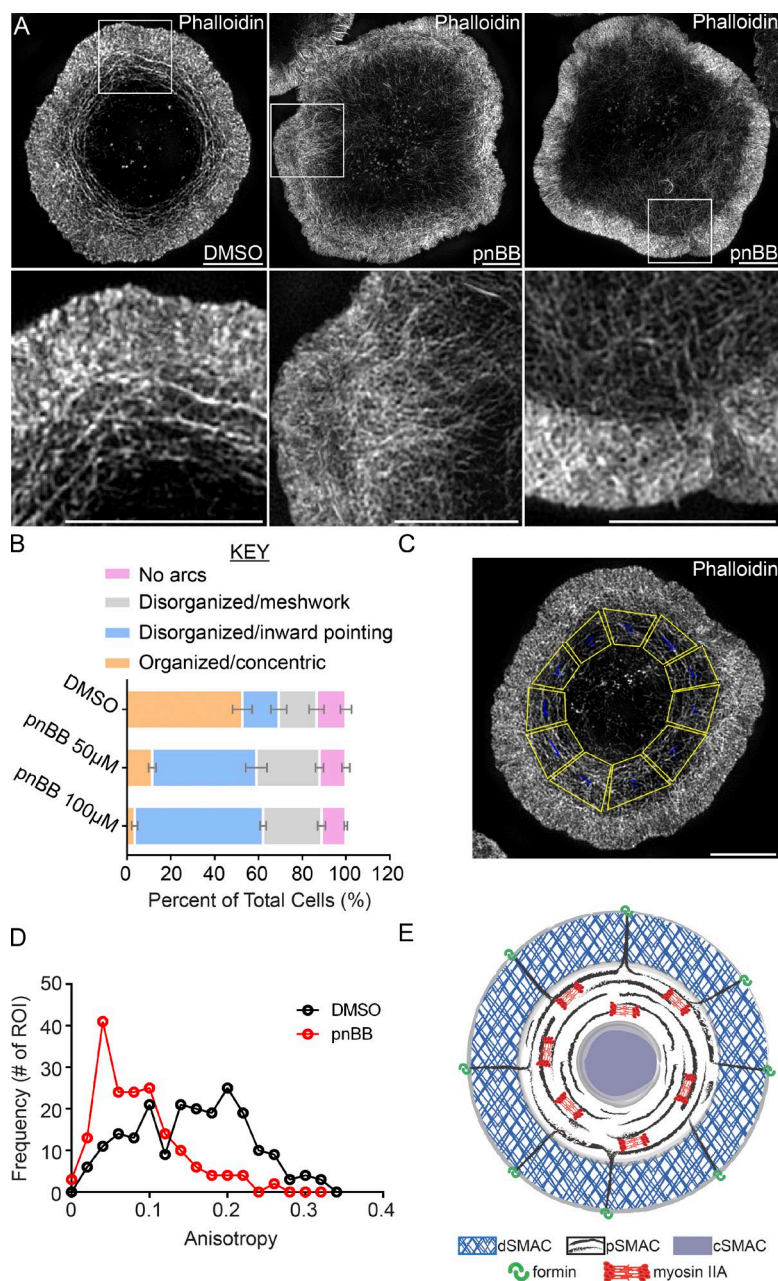 A
Phalloidin
Phalloidin
Phalloidin
DMSO
pnBB
pnBB
B
KEY
No arcs
Disorganized/meshwork
Disorganized/inward pointing
Organized/concentric
DMSO
pnBB 50µM
pnBB 100µM
0 20 40 60 80 100 120
Percent of Total Cells (%)
C
Phalloidin
D
50
40
30
20
10
0
Frequency (# of ROI)
DMSO
pnBB
0 0.1 0.2 0.3 0.4
Anisotropy
E
dSMAC pSMAC cSMAC
formin myosin IIA